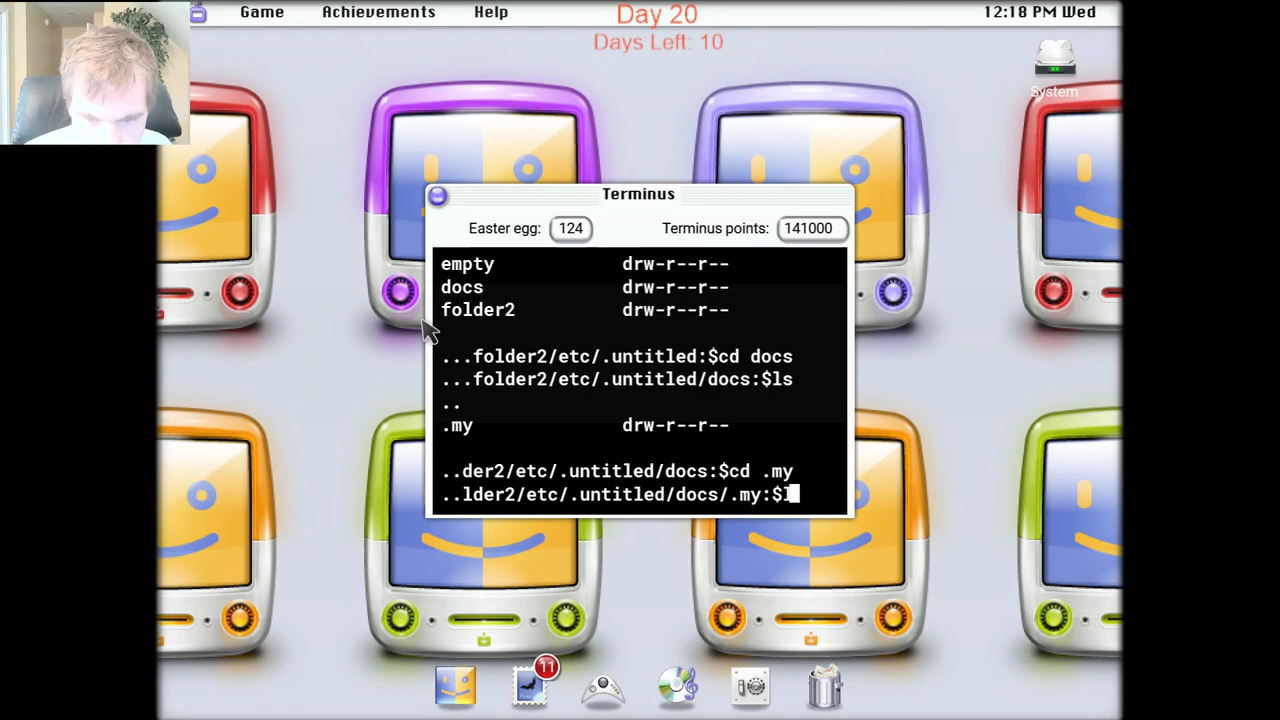 Game Achievements Help
Day 20
Days Left: 10
12:18 PM Wed
System
Terminus
Easter egg: 124 Terminus points: 141000
empty drw-r--r--
docs drw-r--r--
folder2 drw-r--r--
...folder2/etc/.untitled:$cd docs
...folder2/etc/.untitled/docs:$ls
..
.my drw-r--r--
..der2/etc/.untitled/docs:$cd .my
..lder2/etc/.untitled/docs/.my:$l
11